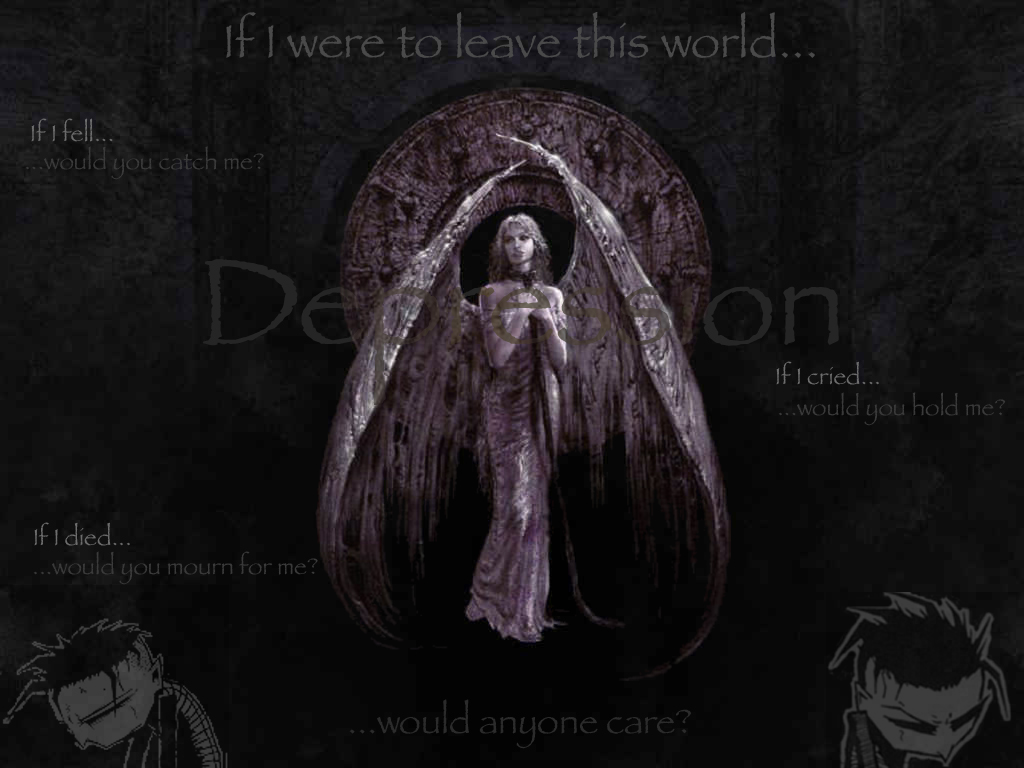 If I were to leave this world...
If I fell...
...would you catch me?
Depression
If I cried...
...would you hold me?
If I died...
...would you mourn for me?
...would anyone care?